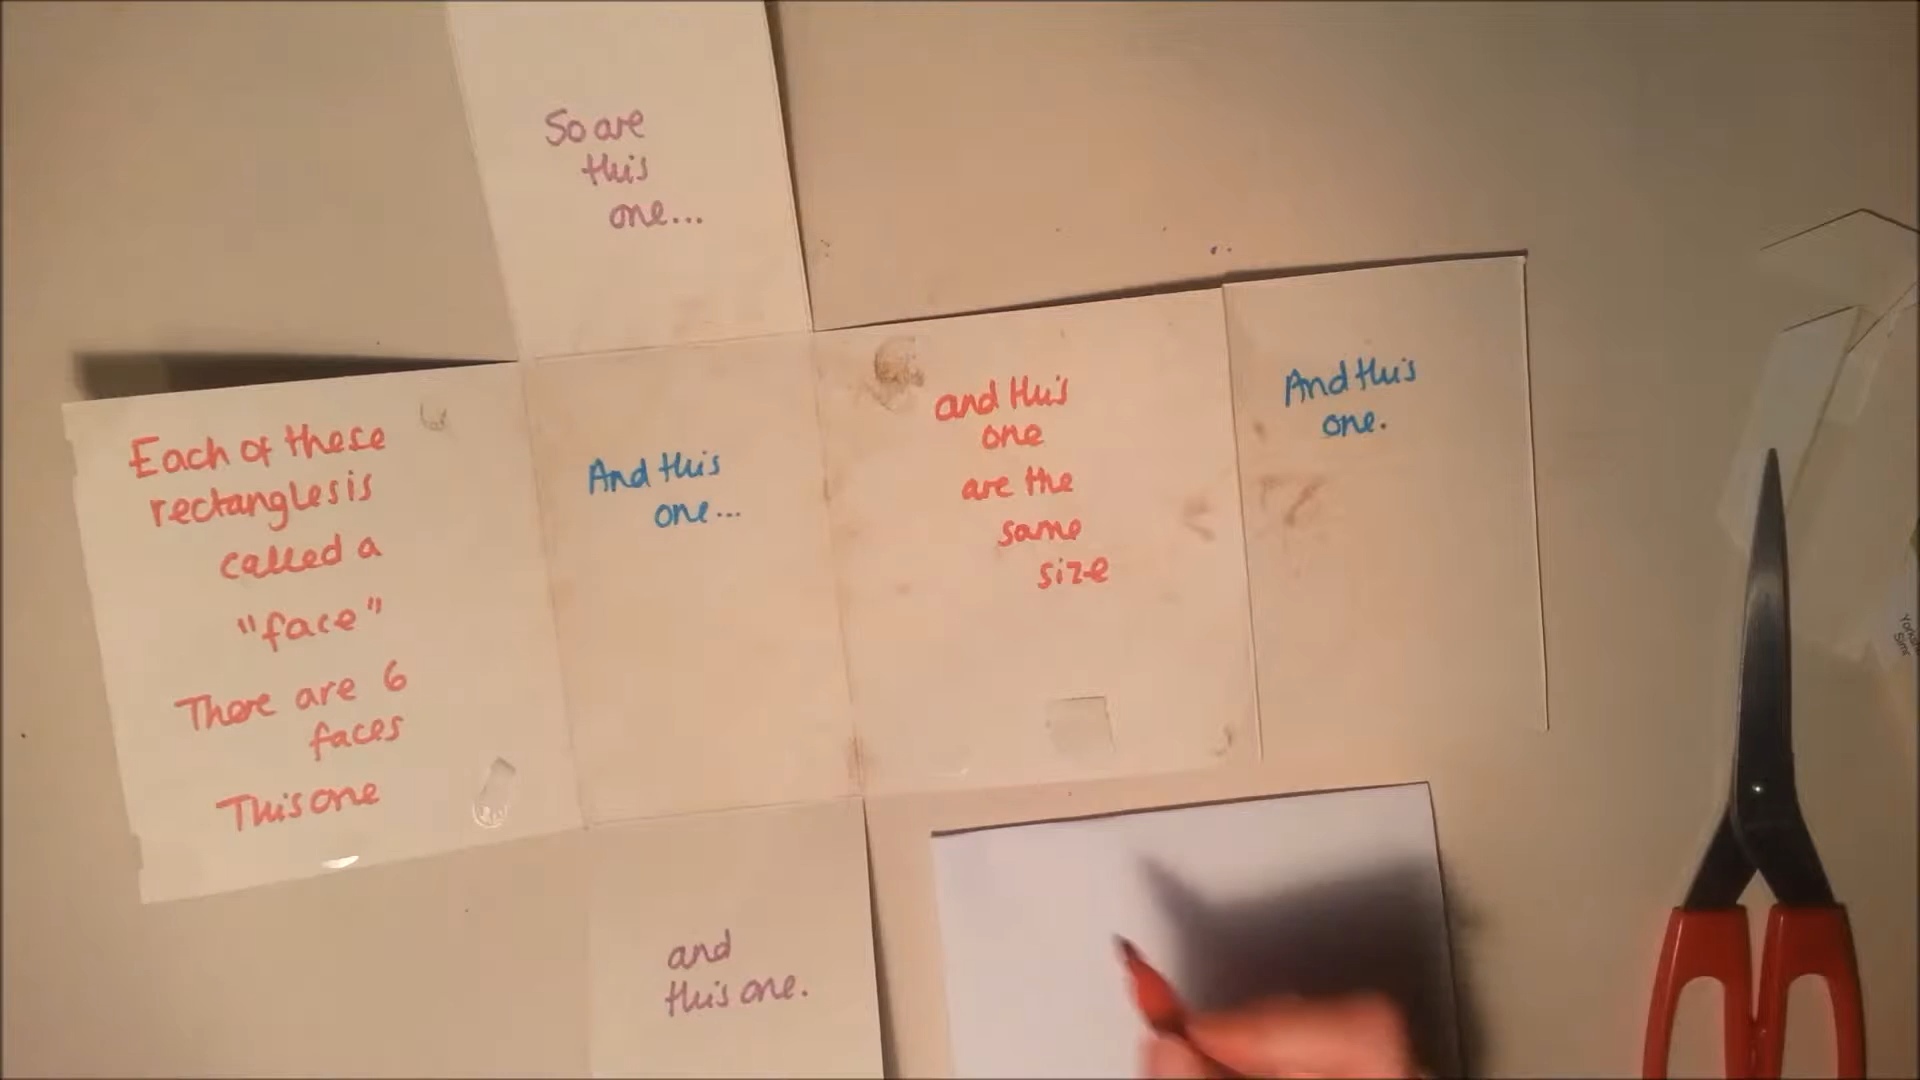 So are
this
one...
Each of these
rectangles is
called a
"face"
There are 6
faces
This one
And this
one...
and this
one
are the
same
size
And this
one.
and
this one.